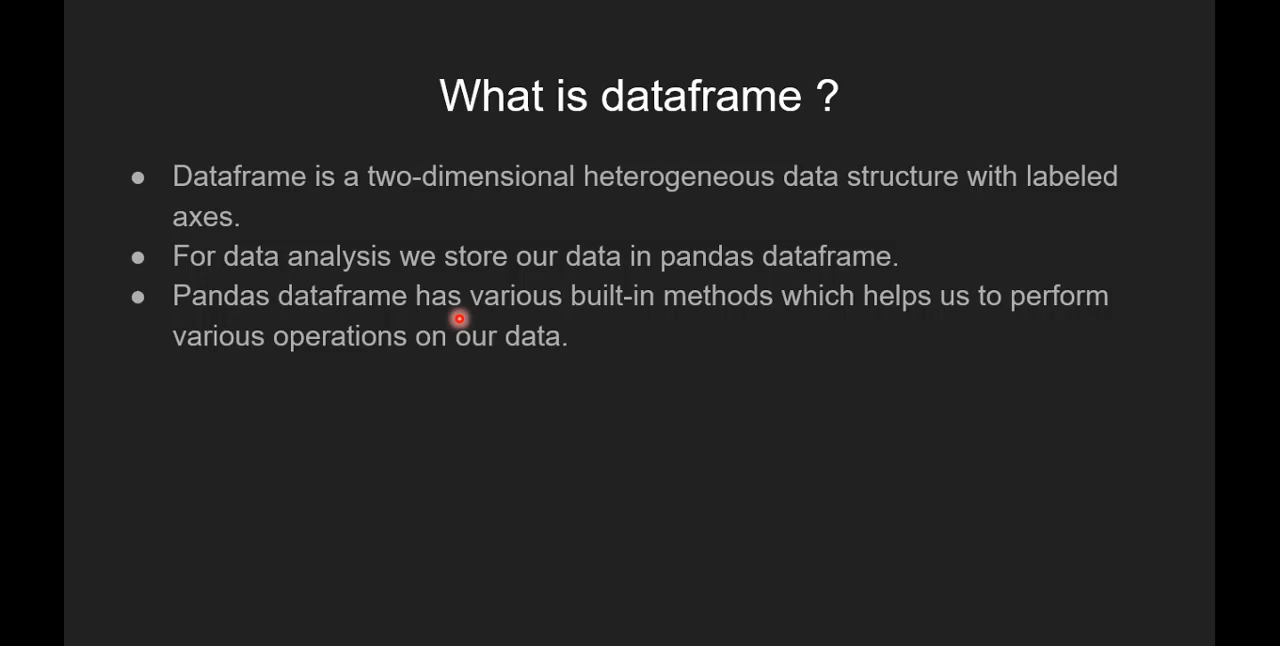 What is dataframe ?
● Dataframe is a two-dimensional heterogeneous data structure with labeled
axes.
● For data analysis we store our data in pandas dataframe.
● Pandas dataframe has various built-in methods which helps us to perform
various operations on our data.